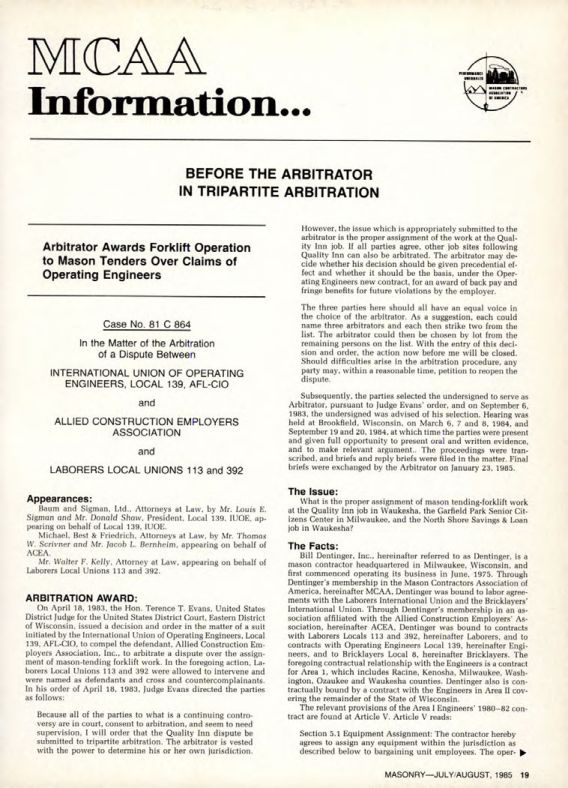 MCAA
Information...
PERFORMANCE
MASON CONTRACTORS
ASSOCIATION
OF AMERICA
BEFORE THE ARBITRATOR
IN TRIPARTITE ARBITRATION
Arbitrator Awards Forklift Operation
to Mason Tenders Over Claims of
Operating Engineers
Case No. 81 C 864
In the Matter of the Arbitration
of a Dispute Between
INTERNATIONAL UNION OF OPERATING
ENGINEERS, LOCAL 139, AFL-CIO
and
ALLIED CONSTRUCTION EMPLOYERS
ASSOCIATION
and
LABORERS LOCAL UNIONS 113 and 392
Appearances:
Baum and Sigman, Ltd., Attorneys at Law, by Mr. Louis E.
Sigman and Mr. Donald Shaw, President, Local 139, IUOE, ap-
pearing on behalf of Local 139, IUOE.
Michael, Best & Friedrich, Attorneys at Law, by Mr. Thomas
W. Scrivner and Mr. Jacob L. Bernheim, appearing on behalf of
ACEA.
Mr. Walter F. Kelly, Attorney at Law, appearing on behalf of
Laborers Local Unions 113 and 392.
ARBITRATION AWARD:
On April 18, 1983, the Hon. Terence T. Evans, United States
District Judge for the United States District Court, Eastern District
of Wisconsin, issued a decision and order in the matter of a suit
initiated by the International Union of Operating Engineers, Local
139, AFL-CIO, to compel the defendant, Allied Construction Em-
ployers Association, Inc., to arbitrate a dispute over the assign-
ment of mason-tending forklift work. In the foregoing action, La-
borers Local Unions 113 and 392 were allowed to intervene and
were named as defendants and cross and countercomplainants.
In his order of April 18, 1983, Judge Evans directed the parties
as follows:
Because all of the parties to what is a continuing contro-
versy are in court, consent to arbitration, and seem to need
supervision, I will order that the Quality Inn dispute be
submitted to tripartite arbitration. The arbitrator is vested
with the power to determine his or her own jurisdiction.
However, the issue which is appropriately submitted to the
arbitrator is the proper assignment of the work at the Qual-
ity Inn job. If all parties agree, other job sites following
Quality Inn can also be arbitrated. The arbitrator may de-
cide whether his decision should be given precedential ef-
fect and whether it should be the basis, under the Oper-
ating Engineers new contract, for an award of back pay and
fringe benefits for future violations by the employer.
The three parties here should all have an equal voice in
the choice of the arbitrator. As a suggestion, each could
name three arbitrators and each then strike two from the
list. The arbitrator could then be chosen by lot from the
remaining persons on the list. With the entry of this deci-
sion and order, the action now before me will be closed.
Should difficulties arise in the arbitration procedure, any
party may, within a reasonable time, petition to reopen the
dispute.
Subsequently, the parties selected the undersigned to serve as
Arbitrator, pursuant to Judge Evans' order, and on September 6,
1983, the undersigned was advised of his selection. Hearing was
held at Brookfield, Wisconsin, on March 6, 7 and 8, 1984, and
September 19 and 20, 1984, at which time the parties were present
and given full opportunity to present oral and written evidence,
and to make relevant argument.. The proceedings were tran-
scribed, and briefs and reply briefs were filed in the matter. Final
briefs were exchanged by the Arbitrator on January 23, 1985.
The Issue:
What is the proper assignment of mason tending-forklift work
at the Quality Inn job in Waukesha, the Garfield Park Senior Cit-
izens Center in Milwaukee, and the North Shore Savings & Loan
job in Waukesha?
The Facts:
Bill Dentinger, Inc., hereinafter referred to as Dentinger, is a
mason contractor headquartered in Milwaukee, Wisconsin, and
first commenced operating its business in June, 1975. Through
Dentinger's membership in the Mason Contractors Association of
America, hereinafter MCAA, Dentinger was bound to labor agree-
ments with the Laborers International Union and the Bricklayers'
International Union. Through Dentinger's membership in an as-
sociation affiliated with the Allied Construction Employers' As-
sociation, hereinafter ACEA, Dentinger was bound to contracts
with Laborers Locals 113 and 392, hereinafter Laborers, and to
contracts with Operating Engineers Local 139, hereinafter Engi-
neers, and to Bricklayers Local 8, hereinafter Bricklayers. The
foregoing contractual relationship with the Engineers is a contract
for Area 1, which includes Racine, Kenosha, Milwaukee, Wash-
ington, Ozaukee and Waukesha counties. Dentinger also is con-
tractually bound by a contract with the Engineers in Area II cov-
ering the remainder of the State of Wisconsin.
The relevant provisions of the Area I Engineers' 1980–82 con-
tract are found at Article V. Article V reads:
Section 5.1 Equipment Assignment: The contractor hereby
agrees to assign any equipment within the jurisdiction as
described below to bargaining unit employees. The oper-
MASONRY—JULY/AUGUST, 1985 19